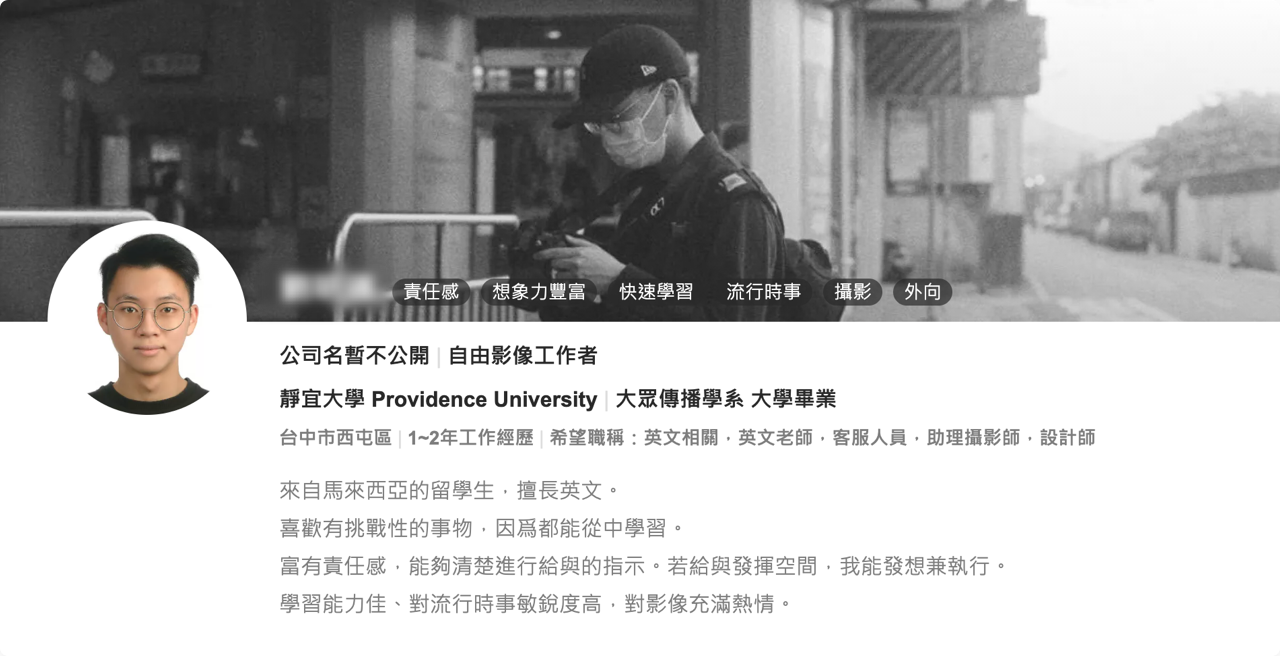 責任感 想象力豐富 快速學習 流行時事 攝影 外向
公司名暫不公開 | 自由影像工作者
靜宜大學 Providence University | 大眾傳播學系 大學畢業
台中市西屯區 | 1~2年工作經歷 | 希望職稱：英文相關，英文老師，客服人員，助理攝影師，設計師
來自馬來西亞的留學生，擅長英文。
喜歡有挑戰性的事物，因爲都能從中學習。
富有責任感，能夠清楚進行給與的指示。若給與發揮空間，我能發想兼執行。
學習能力佳、對流行時事敏銳度高，對影像充滿熱情。